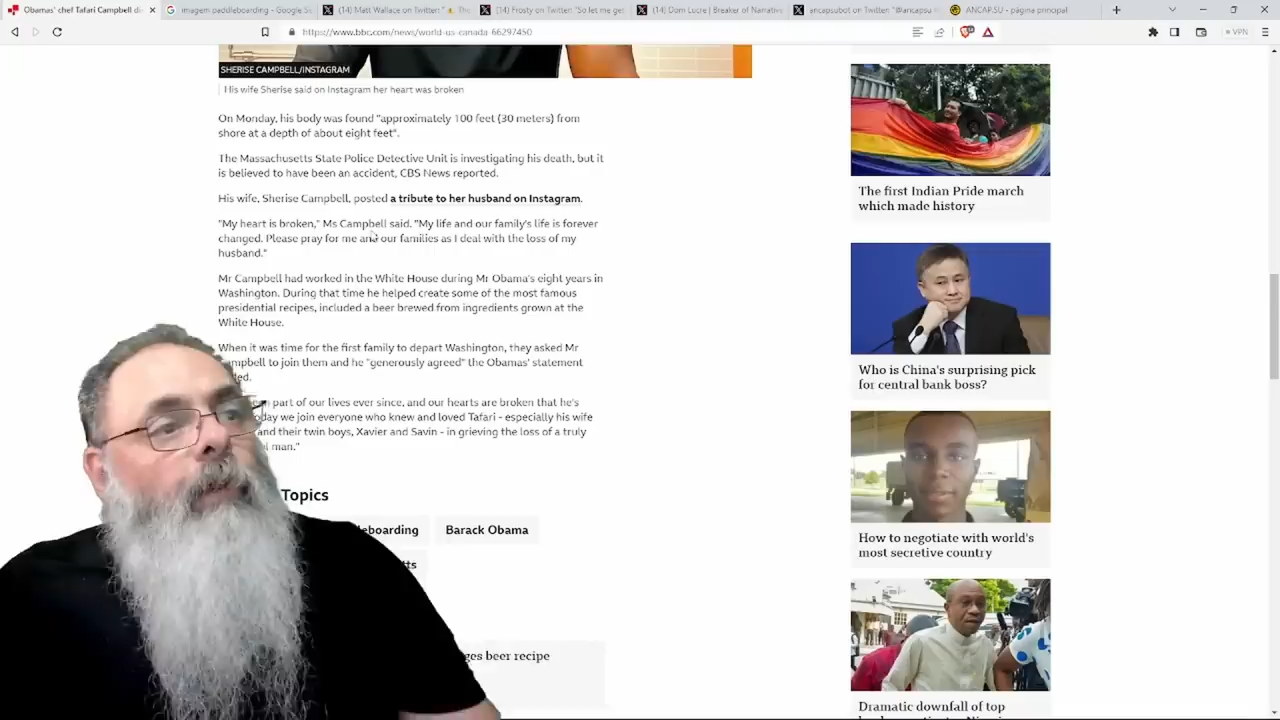 Obamas' chef Tafari Campbell di
imagem paddleboarding - Google S
(14) Matt Wallace on Twitter: "
Th
(14) Frosty on Twitter: "So let me get
(14) Dom Lucre | Breaker of Narrative
ancapsubot on Twitter: "@ancapsu
ANCAP.SU - página principal
https://www.bbc.com/news/world-us-canada-66297450
VPN
SHERISE CAMPBELL/INSTAGRAM
His wife Sherise said on Instagram her heart was broken
On Monday, his body was found "approximately 100 feet (30 meters) from
shore at a depth of about eight feet".
The Massachusetts State Police Detective Unit is investigating his death, but it
is believed to have been an accident, CBS News reported.
His wife, Sherise Campbell, posted a tribute to her husband on Instagram.
"My heart is broken," Ms Campbell said. "My life and our family's life is forever
changed. Please pray for me and our families as I deal with the loss of my
husband."
Mr Campbell had worked in the White House during Mr Obama's eight years in
Washington. During that time he helped create some of the most famous
presidential recipes, included a beer brewed from ingredients grown at the
White House.
When it was time for the first family to depart Washington, they asked Mr
mpbell to join them and he "generously agreed" the Obamas' statement
ded.
part of our lives ever since, and our hearts are broken that he's
oday we join everyone who knew and loved Tafari - especially his wife
and their twin boys, Xavier and Savin - in grieving the loss of a truly
l man."
Topics
leboarding
Barack Obama
tts
ges beer recipe
The first Indian Pride march
which made history
Who is China's surprising pick
for central bank boss?
How to negotiate with world's
most secretive country
Dramatic downfall of top